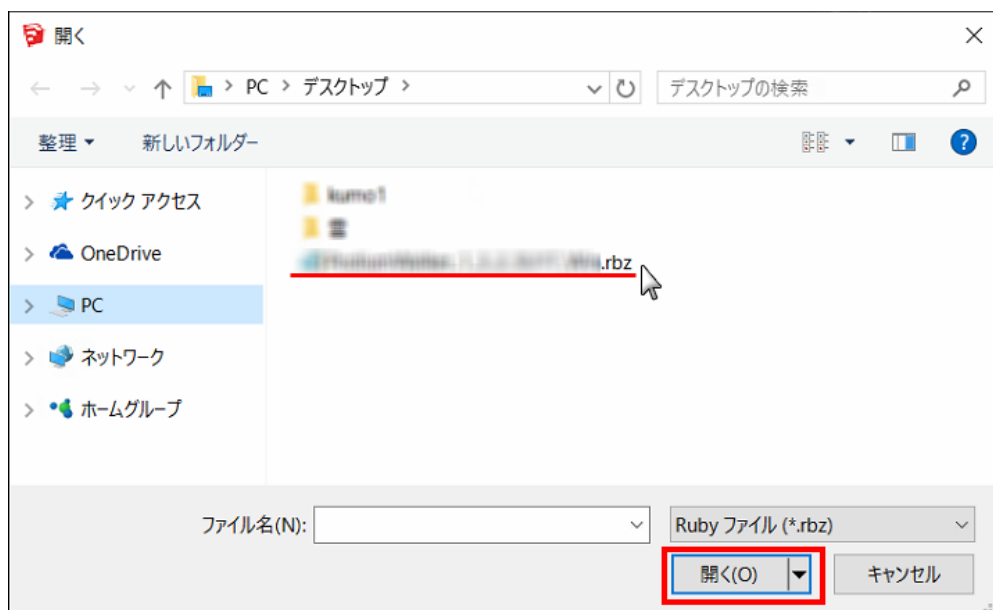 開く
PC デスクトップ
デスクトップの検索
整理
新しいフォルダー
クイック アクセス
OneDrive
PC
ネットワーク
ホームグループ
.rbz
ファイル名(N):
Ruby ファイル (*.rbz)
開く(O)
キャンセル